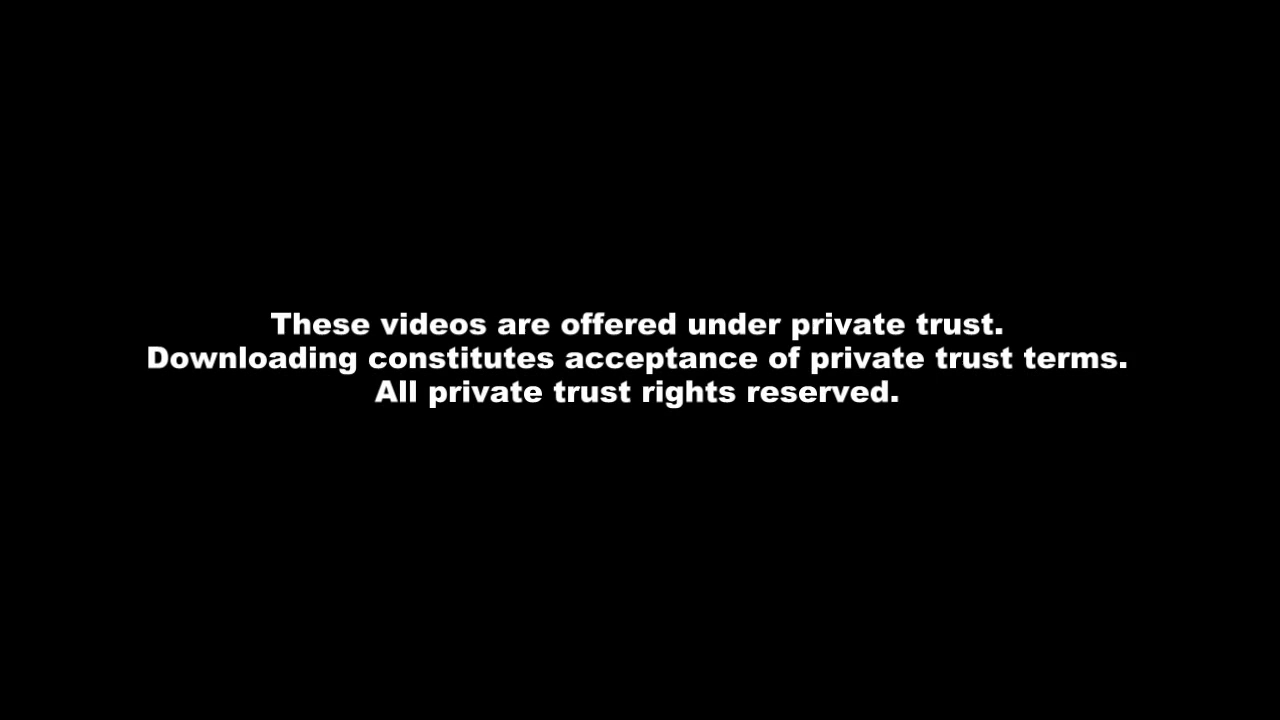 These videos are offered under private trust.
Downloading constitutes acceptance of private trust terms.
All private trust rights reserved.